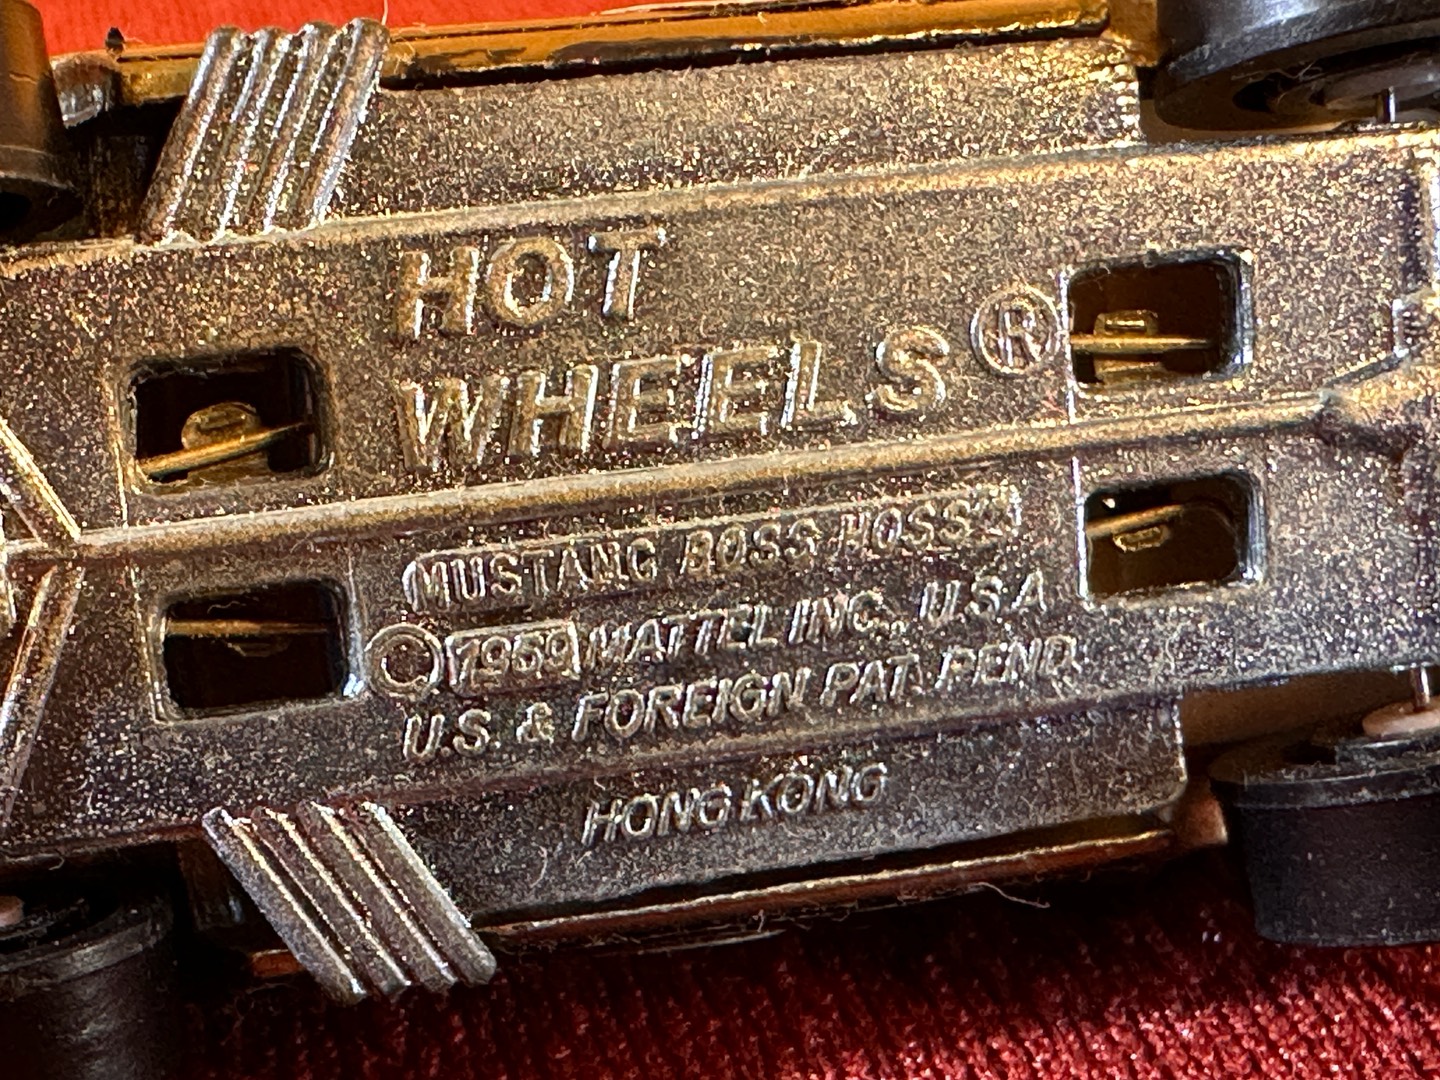 HOT
WHEELS®
MUSTANG BOSS HOSS
© 1969 MATTEL INC., U.S.A
U.S. & FOREIGN PAT. PEND.
HONG KONG